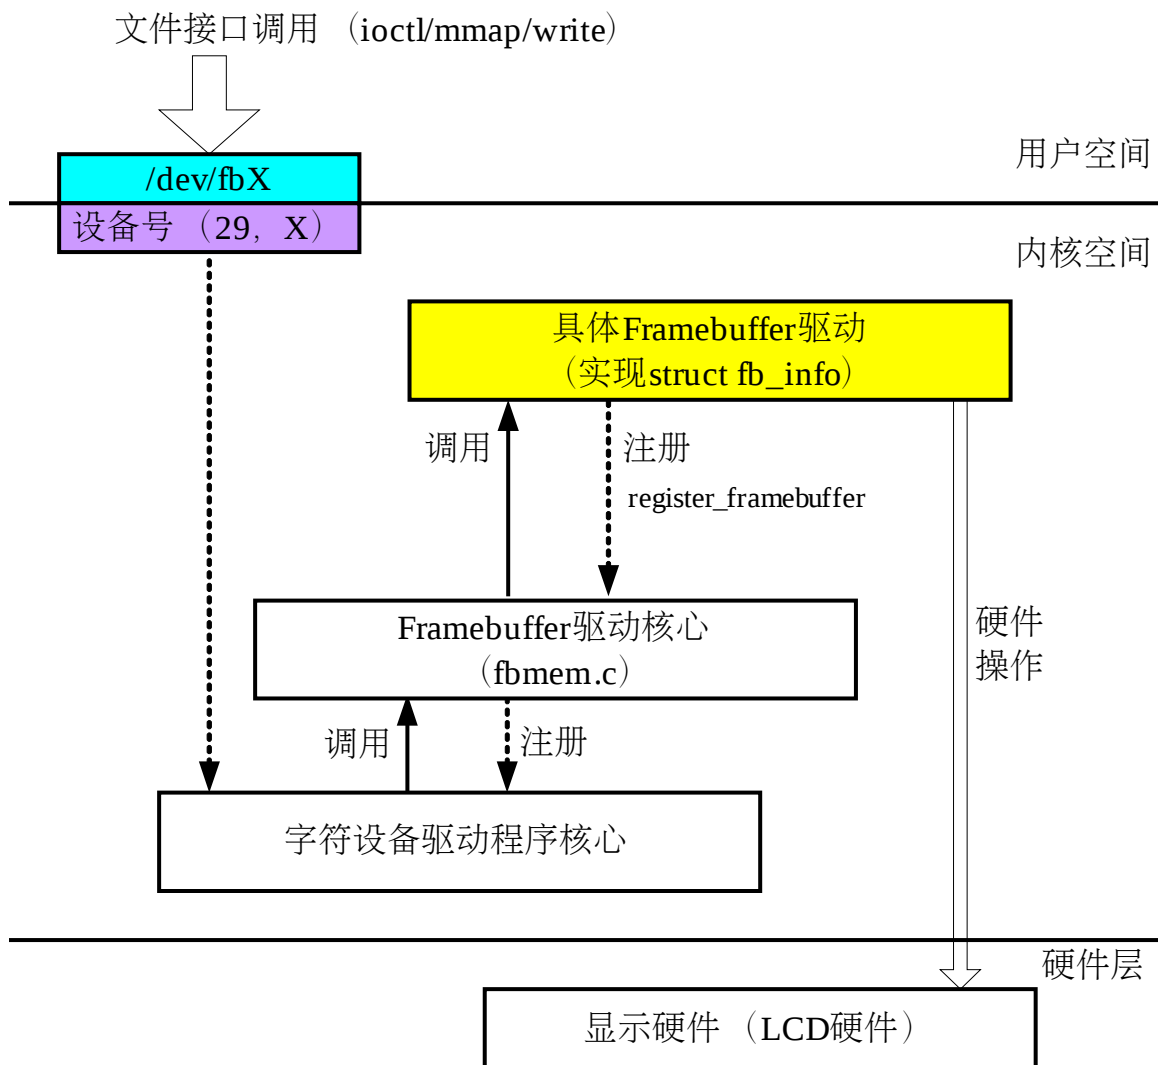 文件接口调用（ioctl/mmap/write）
用户空间
/dev/fbX
设备号（29，X）
内核空间
具体Framebuffer驱动
（实现struct fb_info）
调用
注册
register_framebuffer
Framebuffer驱动核心
（fbmem.c）
硬件
操作
调用
注册
字符设备驱动程序核心
硬件层
显示硬件（LCD硬件）